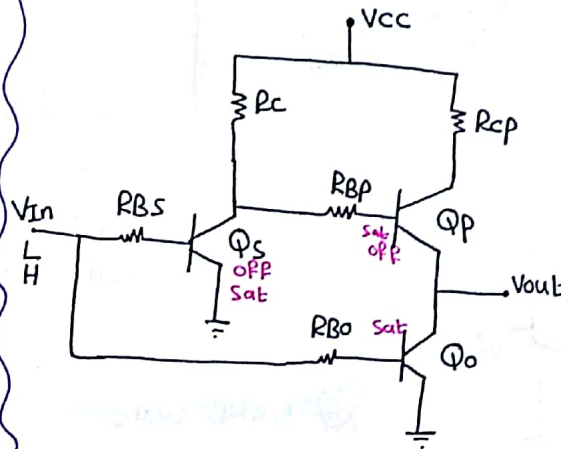 VCC
Rc
Rcp
VIn
RBS
RBP
L
H
Qs
off
Sat
Sat
off
Qp
Vout
RBo
Sat
Qo